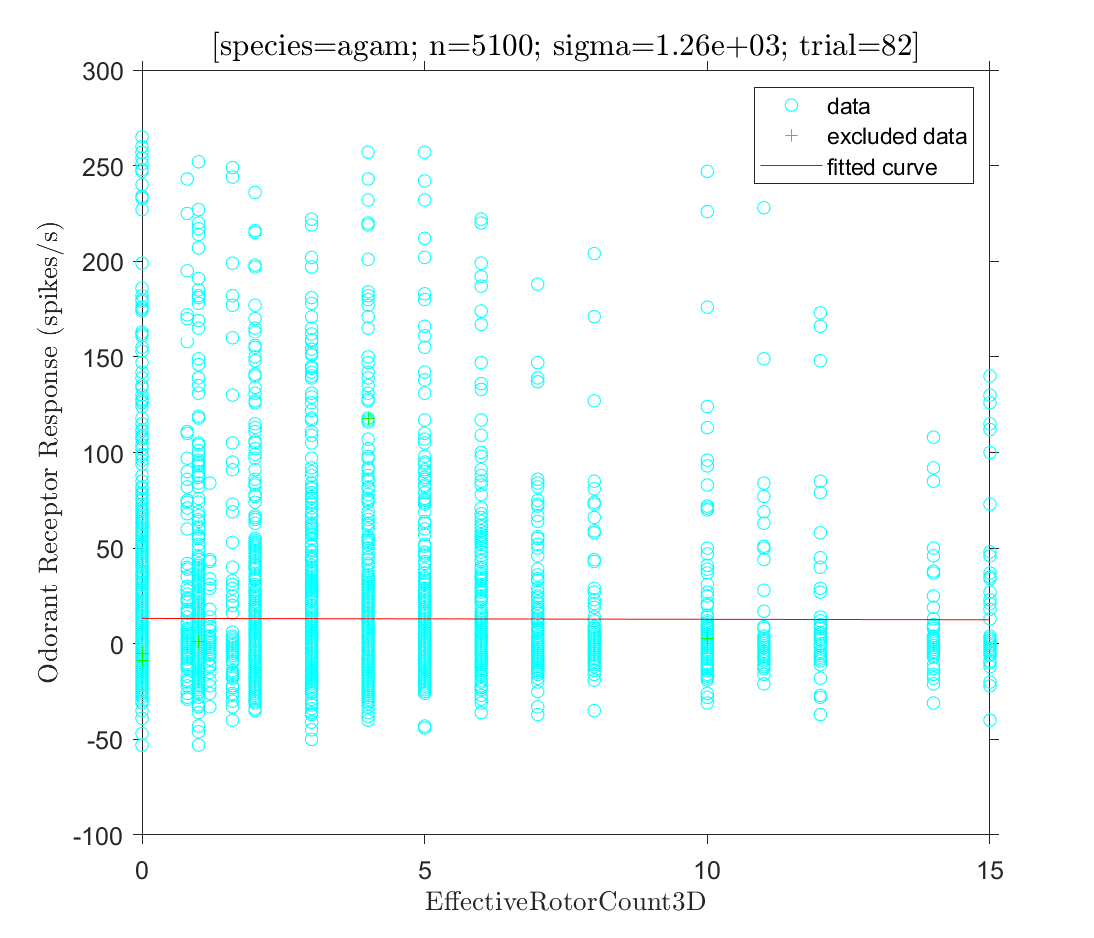 [species=agam; n=5100; sigma=1.26e+03; trial=82]
300
250
200
150
100
50
0
-50
-100
Odorant Receptor Response (spikes/s)
data
excluded data
fitted curve
0
5
10
15
EffectiveRotorCount3D